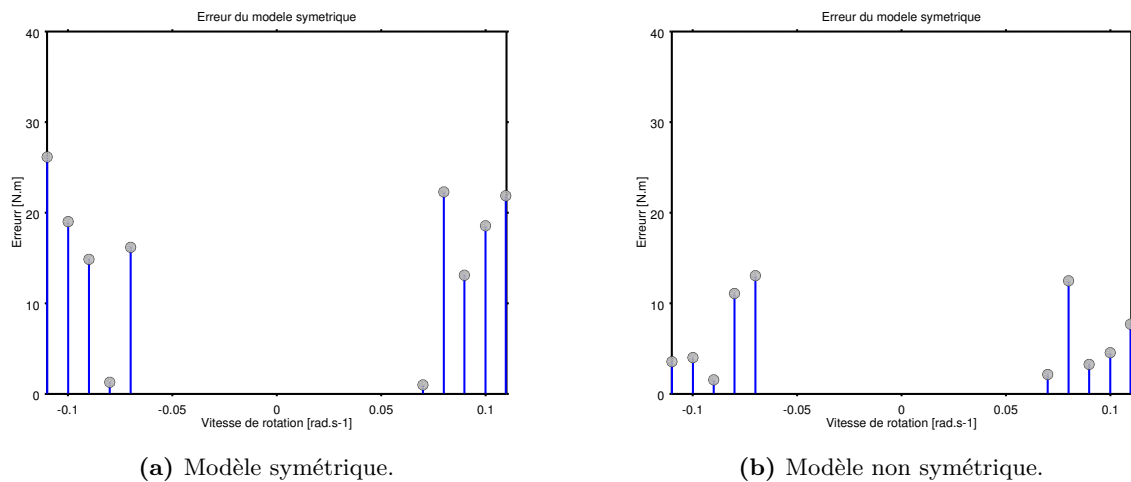 Erreur du modele symetrique
40
30
20
10
0
Erreurr [N.m]
-0.1
-0.05
0
0.05
0.1
Vitesse de rotation [rad.s-1]
(a) Modèle symétrique.
Erreur du modele symetrique
40
30
20
10
0
Erreurr [N.m]
-0.1
-0.05
0
0.05
0.1
Vitesse de rotation [rad.s-1]
(b) Modèle non symétrique.